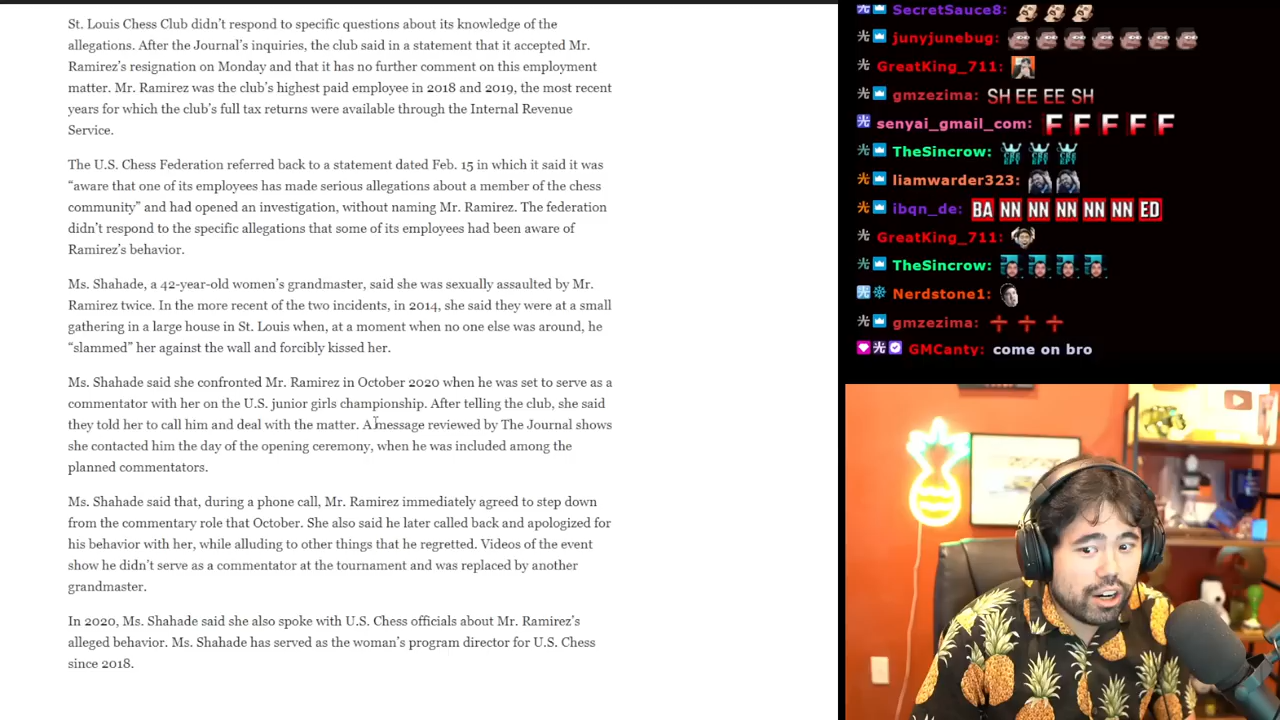 St. Louis Chess Club didn't respond to specific questions about its knowledge of the
allegations. After the Journal's inquiries, the club said in a statement that it accepted Mr.
Ramirez's resignation on Monday and that it has no further comment on this employment
matter. Mr. Ramirez was the club's highest paid employee in 2018 and 2019, the most recent
years for which the club's full tax returns were available through the Internal Revenue
Service.
The U.S. Chess Federation referred back to a statement dated Feb. 15 in which it said it was
“aware that one of its employees has made serious allegations about a member of the chess
community” and had opened an investigation, without naming Mr. Ramirez. The federation
didn't respond to the specific allegations that some of its employees had been aware of
Ramirez's behavior.
Ms. Shahade, a 42-year-old women's grandmaster, said she was sexually assaulted by Mr.
Ramirez twice. In the more recent of the two incidents, in 2014, she said they were at a small
gathering in a large house in St. Louis when, at a moment when no one else was around, he
“slammed” her against the wall and forcibly kissed her.
Ms. Shahade said she confronted Mr. Ramirez in October 2020 when he was set to serve as a
commentator with her on the U.S. junior girls championship. After telling the club, she said
they told her to call him and deal with the matter. A message reviewed by The Journal shows
she contacted him the day of the opening ceremony, when he was included among the
planned commentators.
Ms. Shahade said that, during a phone call, Mr. Ramirez immediately agreed to step down
from the commentary role that October. She also said he later called back and apologized for
his behavior with her, while alluding to other things that he regretted. Videos of the event
show he didn't serve as a commentator at the tournament and was replaced by another
grandmaster.
In 2020, Ms. Shahade said she also spoke with U.S. Chess officials about Mr. Ramirez's
alleged behavior. Ms. Shahade has served as the woman's program director for U.S. Chess
since 2018.
SecretSauce8:
junyjunebug:
GreatKing_711:
gmzezima: SH EE EE SH
senyai_gmail_com: F F F F F
TheSincrow:
liamwarder323:
ibqn_de: BA NN NN NN NN NN ED
GreatKing_711:
TheSincrow:
Nerdstone1:
gmzezima:
GMCanty: come on bro